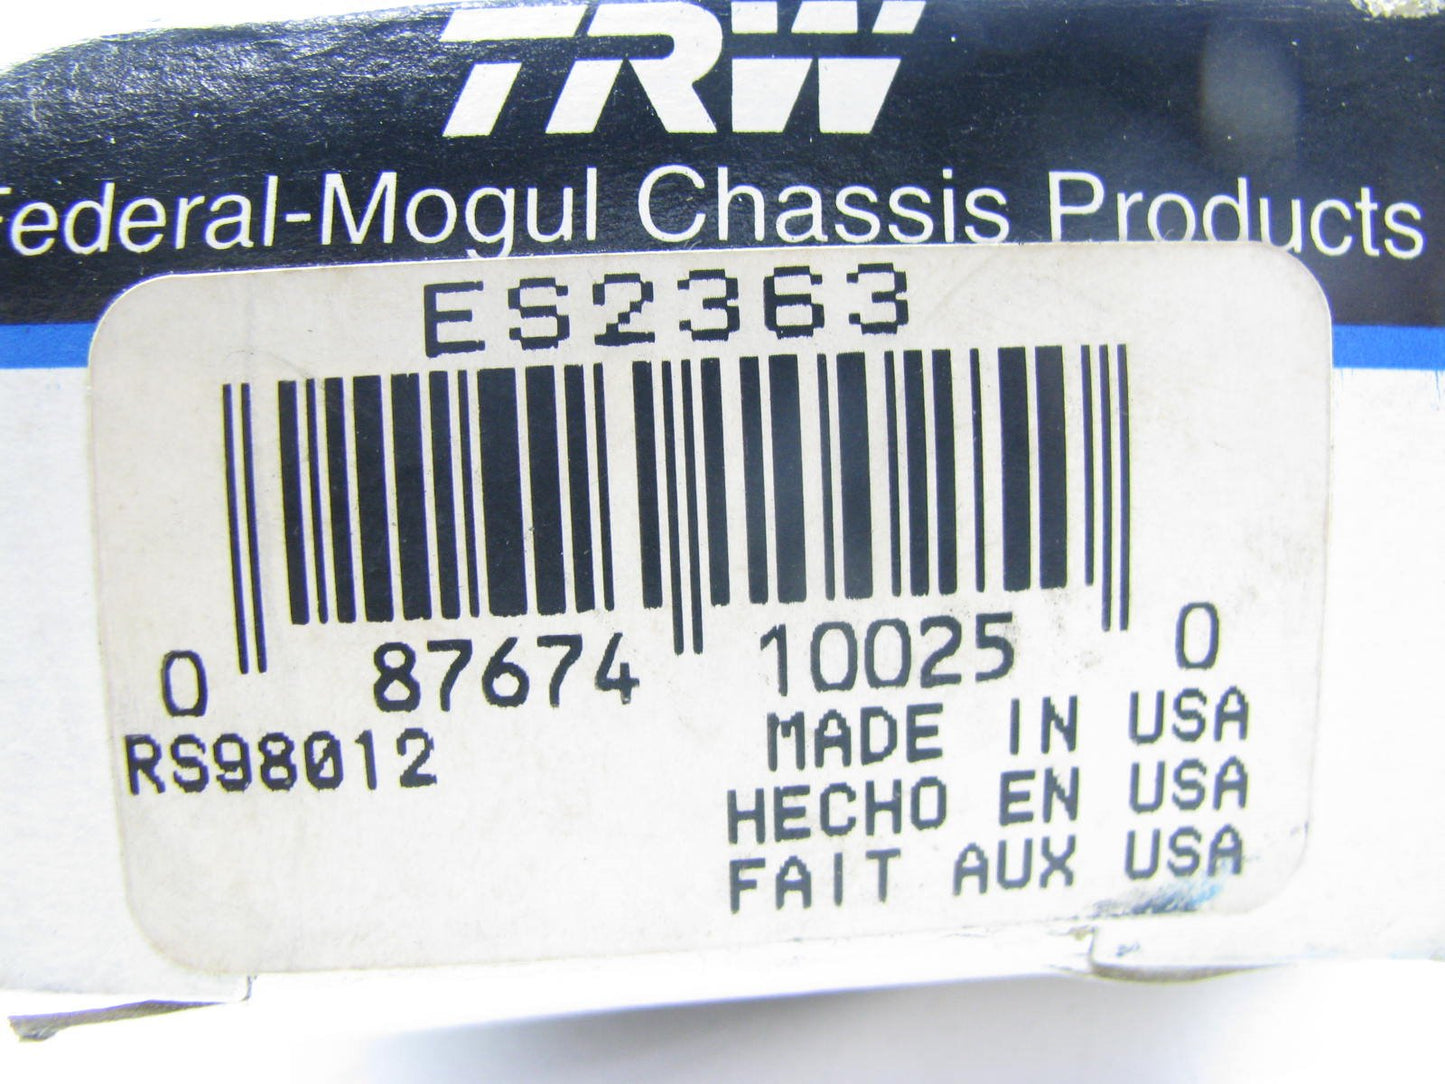 TRW
Federal-Mogul Chassis Products
ES2363
0 87674 10025 0
RS98012
MADE IN USA
HECHO EN USA
FAIT AUX USA